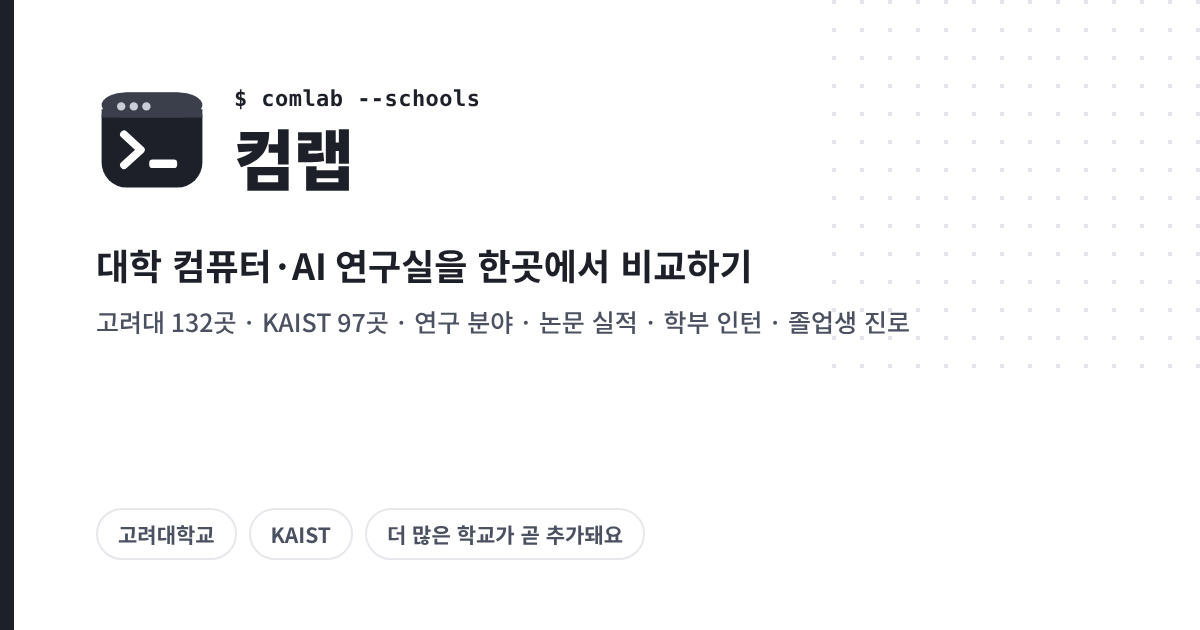 $ comlab --schools
컴랩
대학 컴퓨터·AI 연구실을 한곳에서 비교하기
고려대 132곳 · KAIST 97곳 · 연구 분야 · 논문 실적 · 학부 인턴 · 졸업생 진로
고려대학교
KAIST
더 많은 학교가 곧 추가돼요